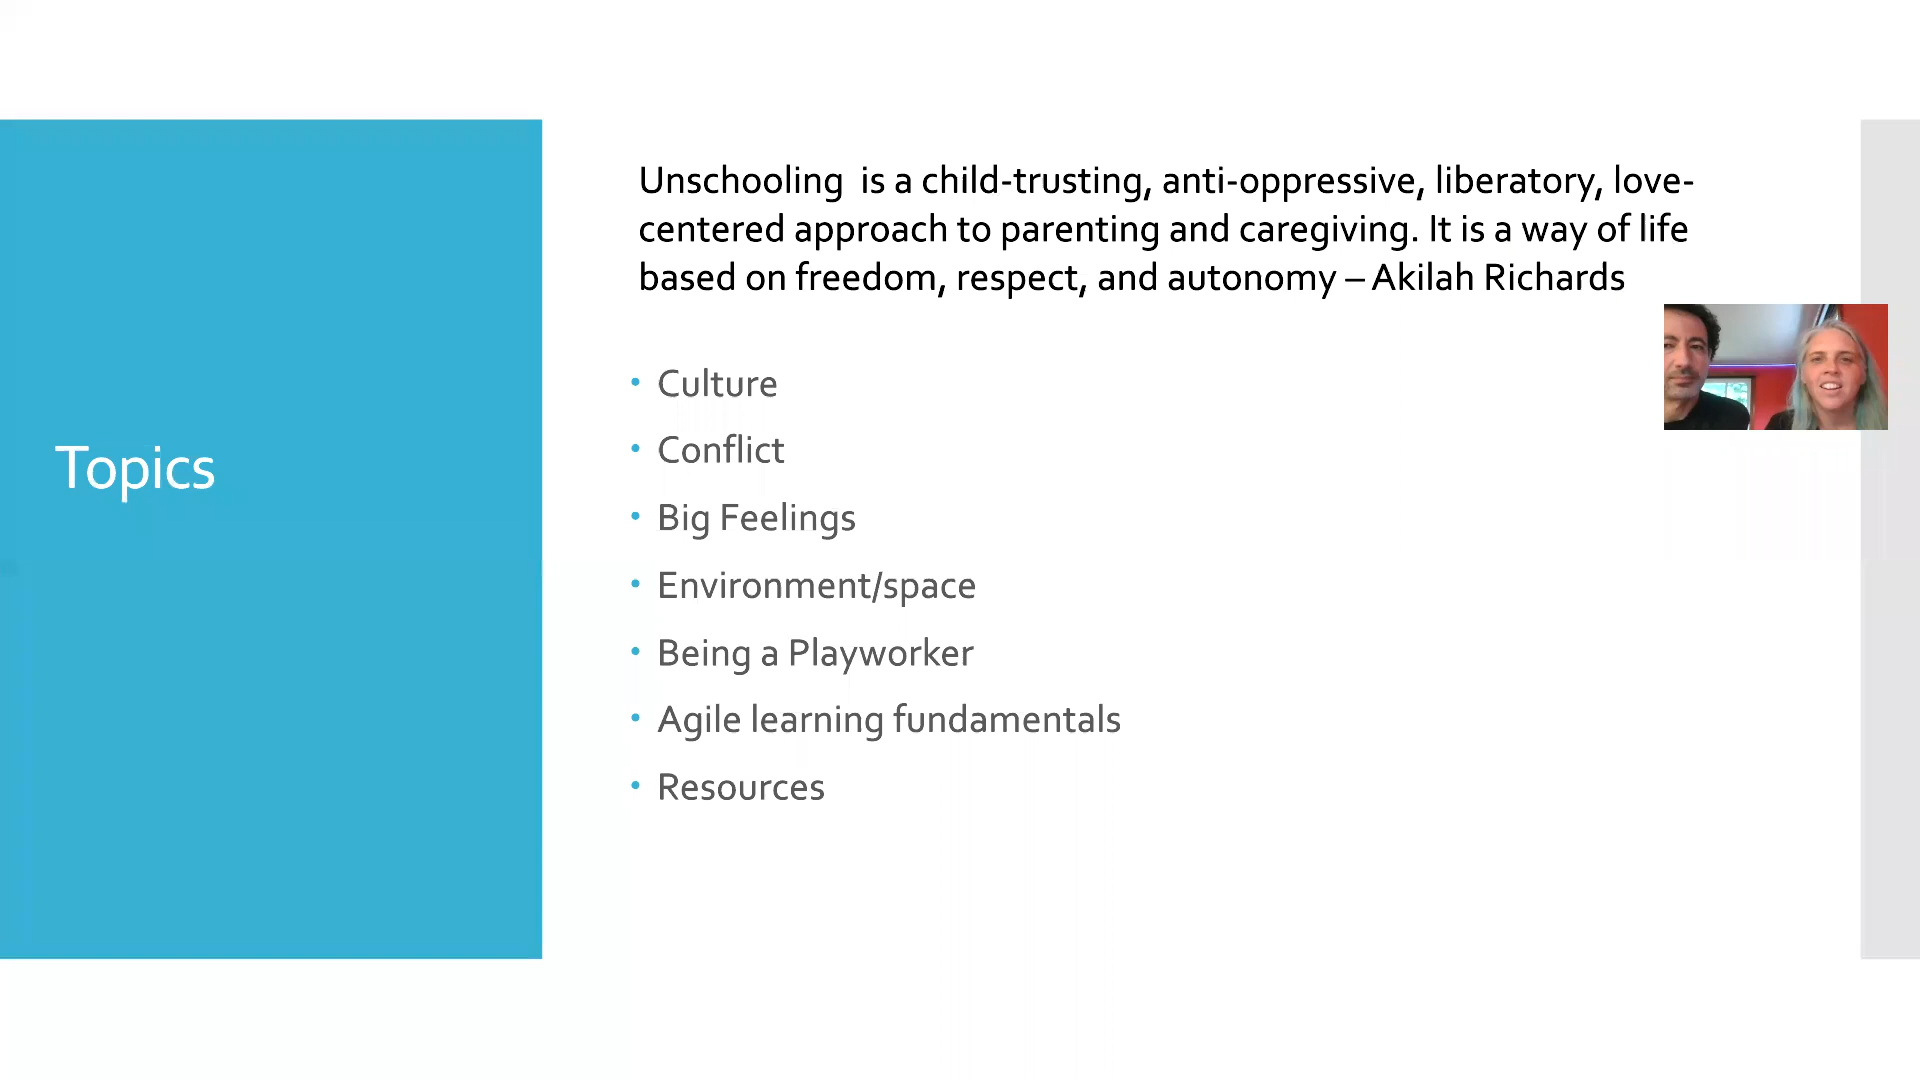 Topics
Unschooling  is a child-trusting, anti-oppressive, liberatory, love-
centered approach to parenting and caregiving. It is a way of life
based on freedom, respect, and autonomy – Akilah Richards
• Culture
• Conflict
• Big Feelings
• Environment/space
• Being a Playworker
• Agile learning fundamentals
• Resources